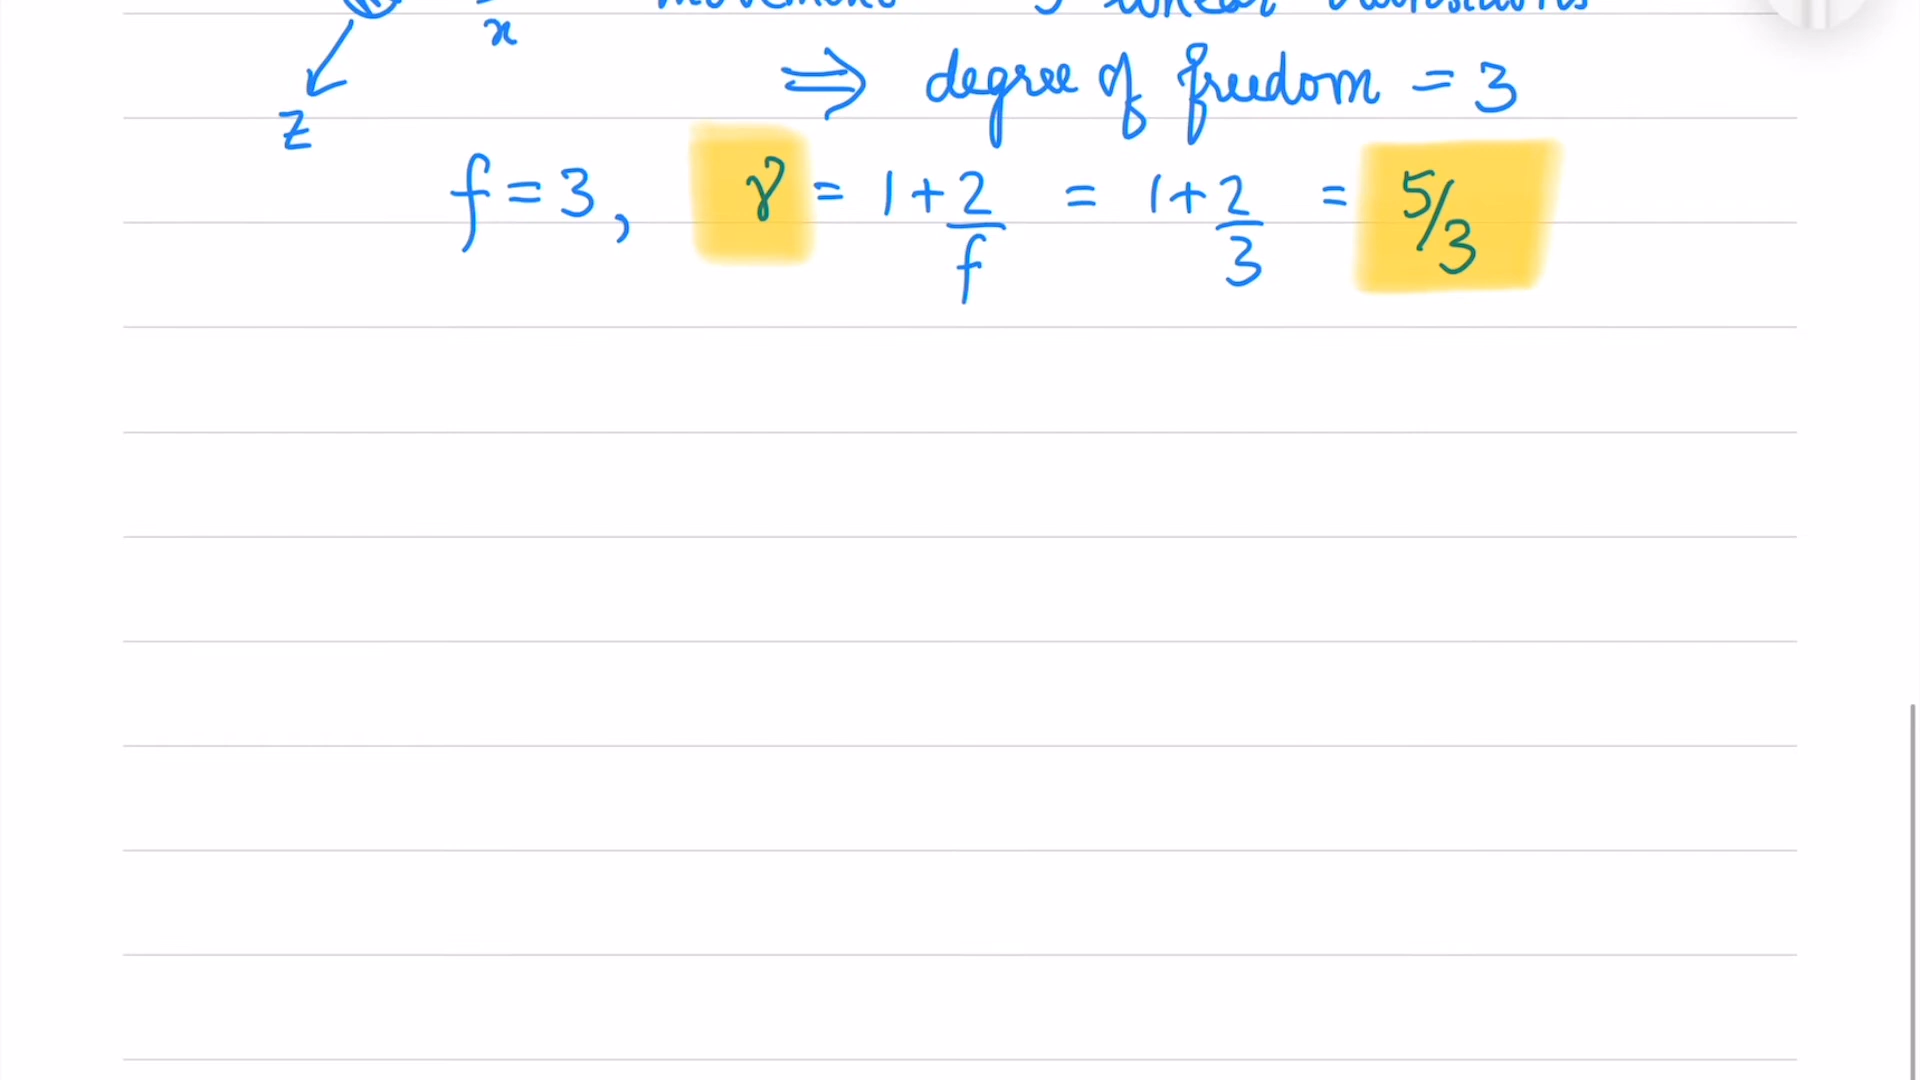 x
⇒ degree of freedom = 3
z
f = 3, γ = 1 + 2/f = 1 + 2/3 = 5/3